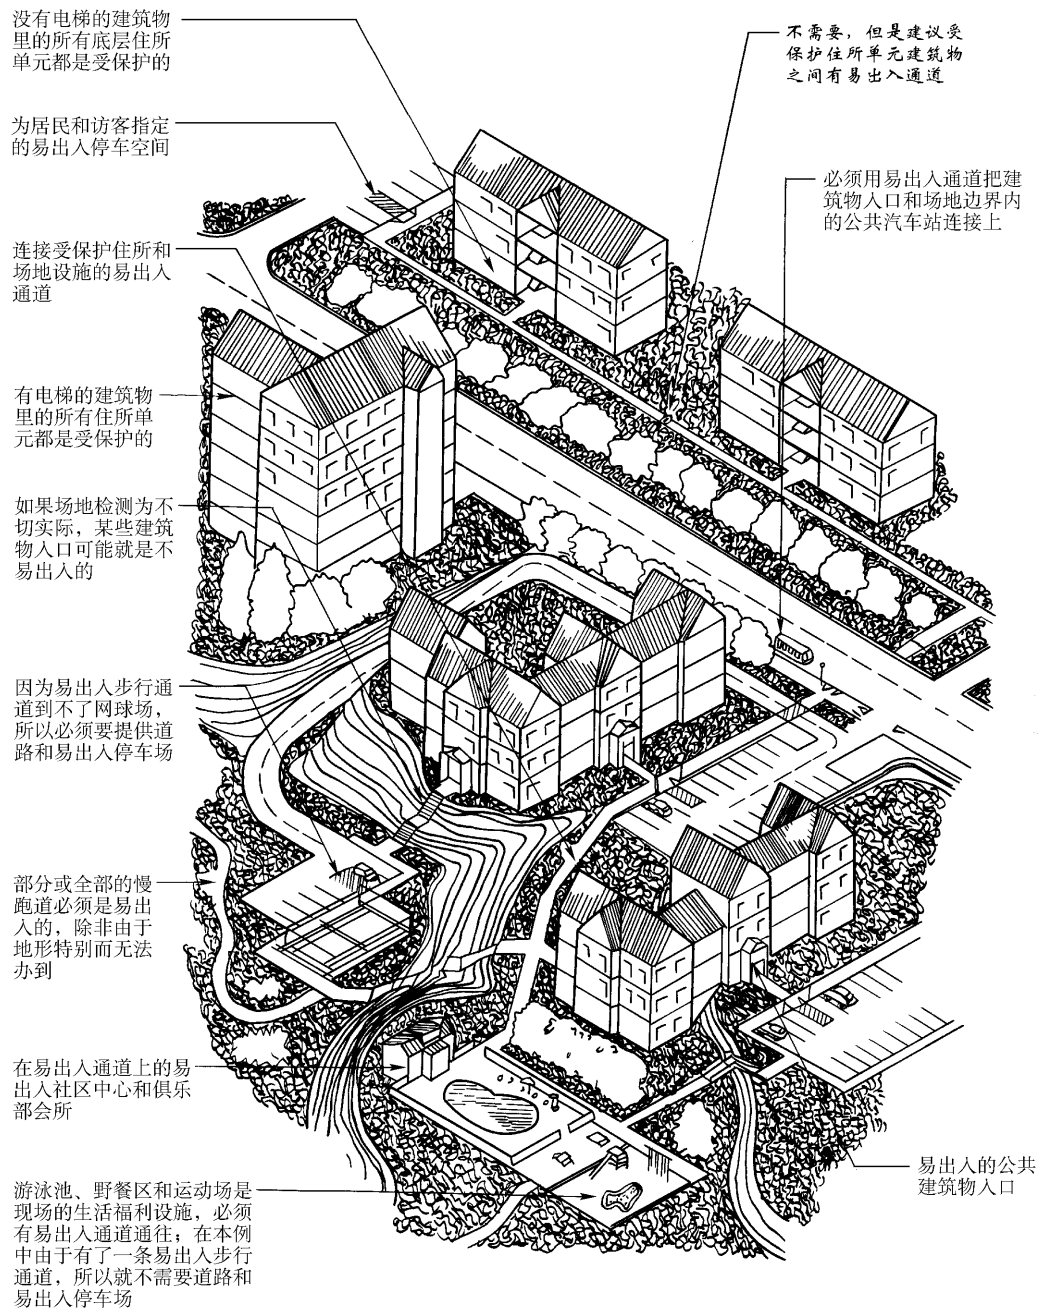 没有电梯的建筑物
里的所有底层住所
单元都是受保护的
为居民和访客指定
的易出入停车空间
连接受保护住所和
场地设施的易出入
通道
有电梯的建筑物
里的所有住所单
元都是受保护的
如果场地检测为不
切实际，某些建筑
物入口可能就是不
易出入的
因为易出入步行通
道到不了网球场，
所以必须要提供道
路和易出入停车场
部分或全部的慢
跑道必须是易出
入的，除非由于
地形特别而无法
办到
在易出入通道上的易
出入社区中心和俱乐
部会所
游泳池、野餐区和运动场是
现场的生活福利设施，必须
有易出入通道通往；在本例
中由于有了一条易出入步行
通道，所以就不需要道路和
易出入停车场
不需要，但是建议受
保护住所单元建筑物
之间有易出入通道
必须用易出入通道把建
筑物入口和场地边界内
的公共汽车站连接上
易出入的公共
建筑物入口